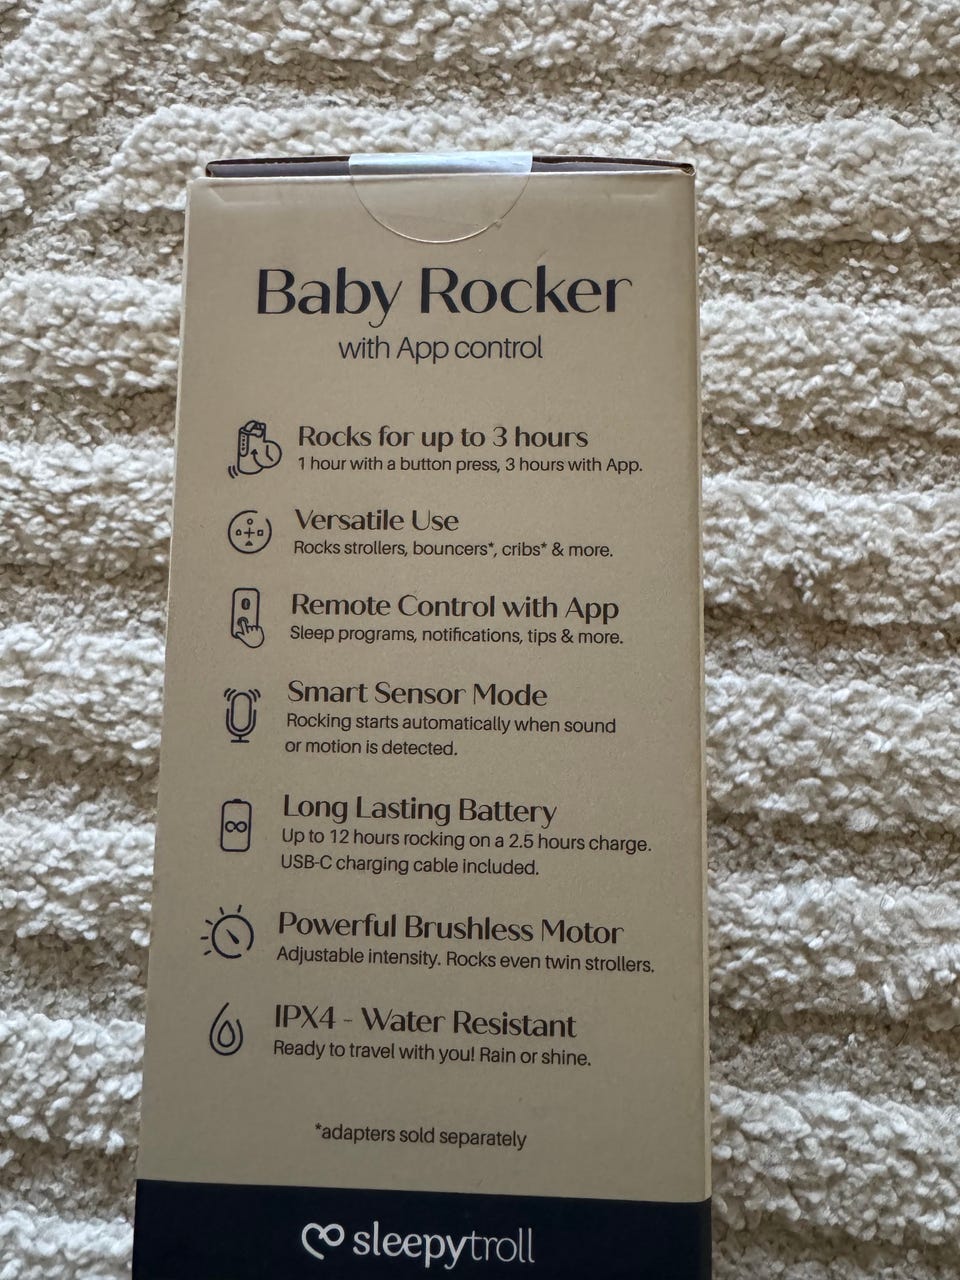 Baby Rocker
with App control
Rocks for up to 3 hours
1 hour with a button press, 3 hours with App.
Versatile Use
Rocks strollers, bouncers*, cribs* & more.
Remote Control with App
Sleep programs, notifications, tips & more.
Smart Sensor Mode
Rocking starts automatically when sound
or motion is detected.
Long Lasting Battery
Up to 12 hours rocking on a 2.5 hours charge.
USB-C charging cable included.
Powerful Brushless Motor
Adjustable intensity. Rocks even twin strollers.
IPX4 - Water Resistant
Ready to travel with you! Rain or shine.
*adapters sold separately
sleepytroll